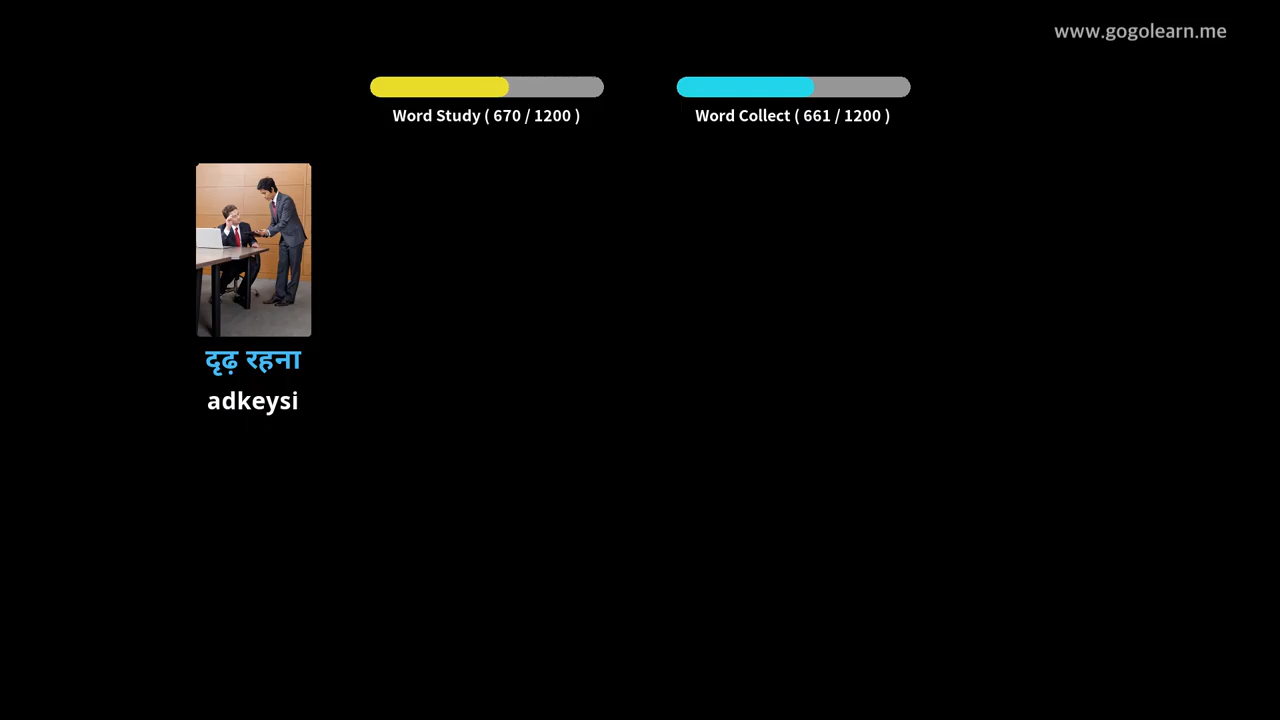 www.gogolearn.me
Word Study ( 670 / 1200 )
Word Collect ( 661 / 1200 )
दृढ़ रहना
adkeysi